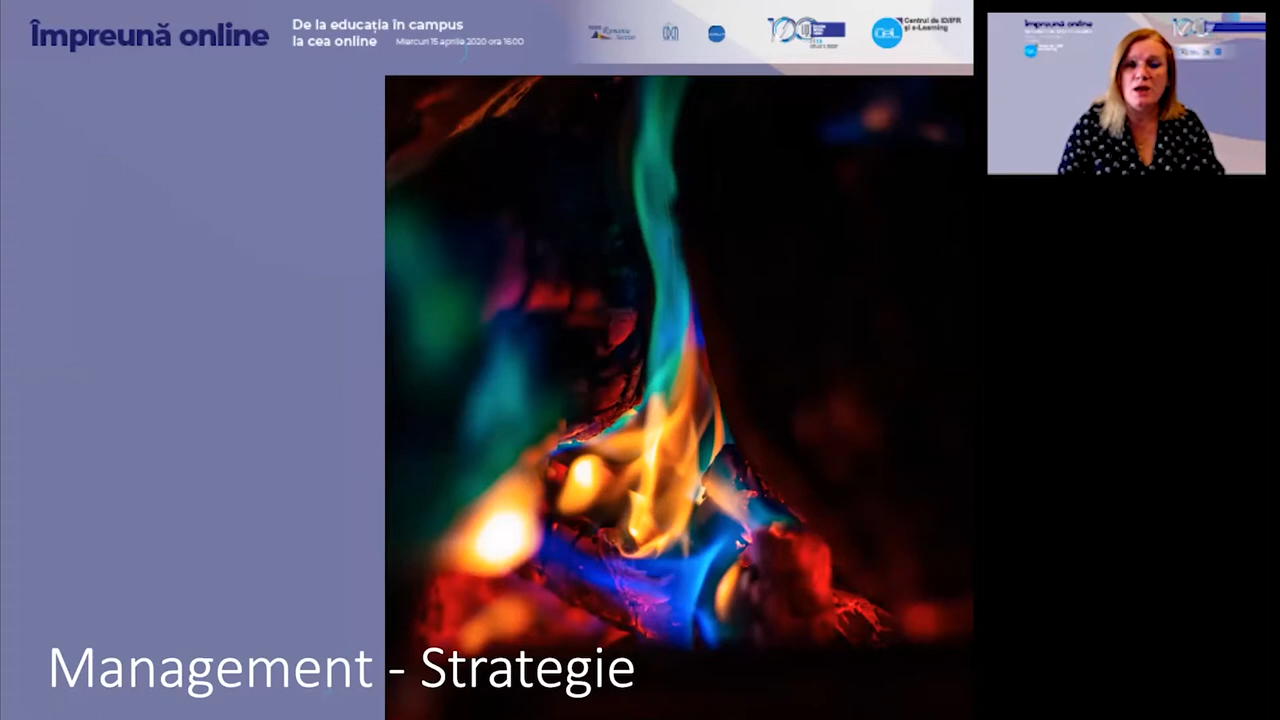 Împreună online
De la educația în campus
la cea online
Miercuri 15 aprilie 2020 ora 16:00
Centrul de ID/IFR
și e-Learning
Management - Strategie
Împreună online